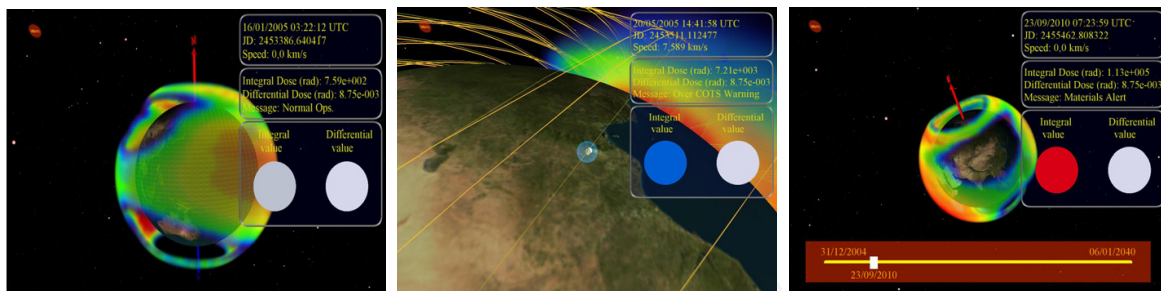 16/01/2005 03:22:12 UTC
JD: 2453386.640417
Speed: 0,0 km/s
Integral Dose (rad): 7.59e+002
Differential Dose (rad): 8.75e-003
Message: Normal Ops.
Integral value
Differential value
N
20/05/2005 14:41:58 UTC
JD: 2453511.112477
Speed: 7,589 km/s
Integral Dose (rad): 7.21e+003
Differential Dose (rad): 8.75e-003
Message: Over COTS Warning
Integral value
Differential value
23/09/2010 07:23:59 UTC
JD: 2455462.808322
Speed: 0,0 km/s
Integral Dose (rad): 1.13e+005
Differential Dose (rad): 8.75e-003
Message: Materials Alert
Integral value
Differential value
31/12/2004
06/01/2040
23/09/2010